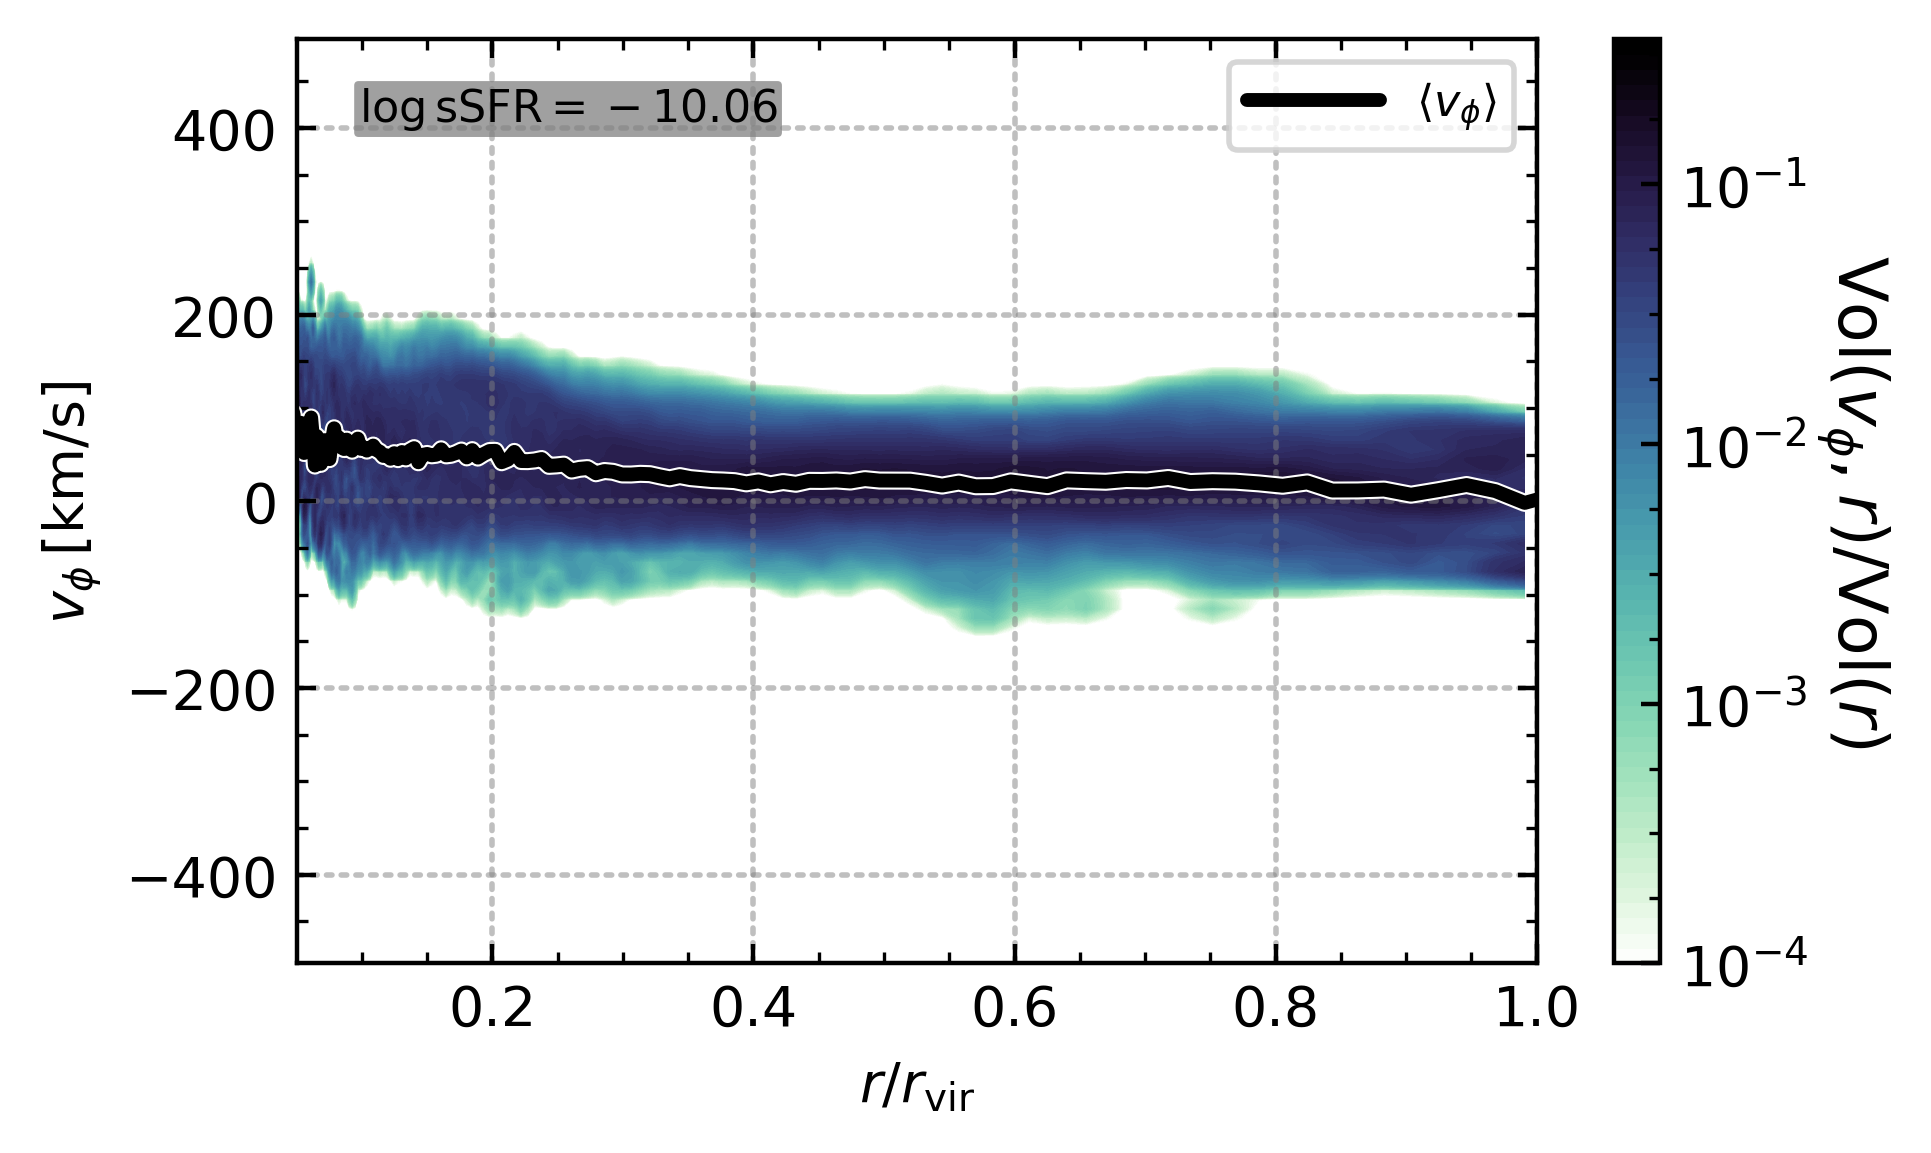 log sSFR = − 10.06
⟨v_ϕ⟩
400
200
0
−200
−400
v_ϕ [km/s]
0.2 0.4 0.6 0.8 1.0
r/r_vir
10⁻¹
10⁻²
10⁻³
10⁻⁴
Vol(v_ϕ, r)/Vol(r)